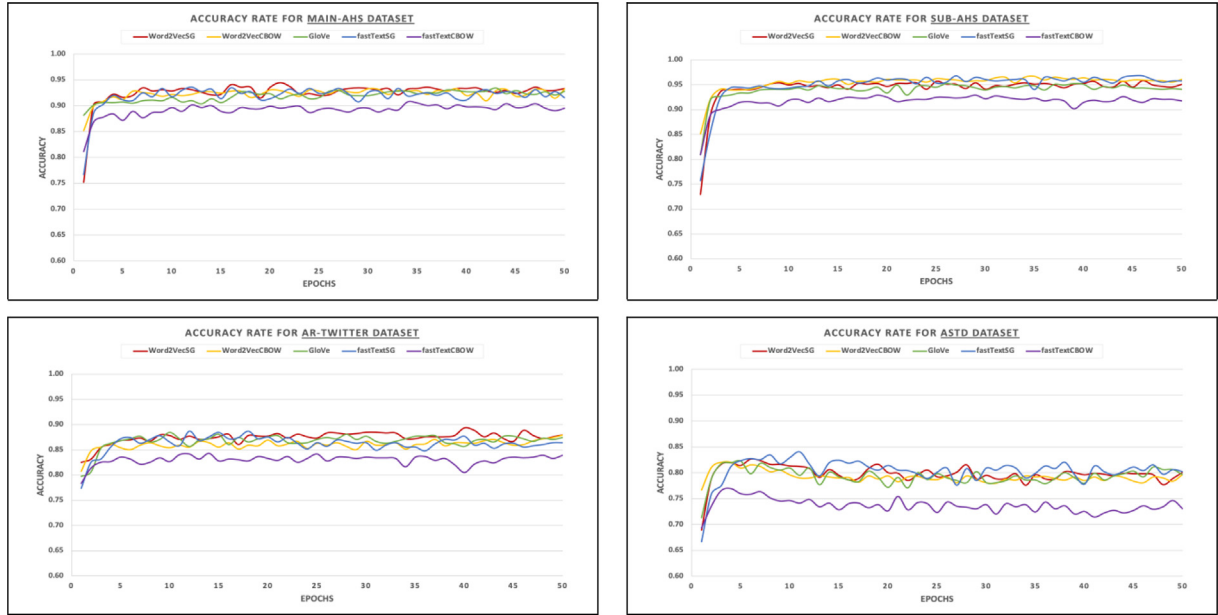 ACCURACY RATE FOR MAIN-AHS DATASET
Word2VecSG Word2VecCBOW GloVe fastTextSG fastTextCBOW
1.00
0.95
0.90
0.85
0.80
0.75
0.70
0.65
0.60
ACCURACY
0 5 10 15 20 25 30 35 40 45 50
EPOCHS
ACCURACY RATE FOR SUB-AHS DATASET
Word2VecSG Word2VecCBOW GloVe fastTextSG fastTextCBOW
1.00
0.95
0.90
0.85
0.80
0.75
0.70
0.65
0.60
ACCURACY
0 5 10 15 20 25 30 35 40 45 50
EPOCHS
ACCURACY RATE FOR AR-TWITTER DATASET
Word2VecSG Word2VecCBOW GloVe fastTextSG fastTextCBOW
1.00
0.95
0.90
0.85
0.80
0.75
0.70
0.65
0.60
ACCURACY
0 5 10 15 20 25 30 35 40 45 50
EPOCHS
ACCURACY RATE FOR ASTD DATASET
Word2VecSG Word2VecCBOW GloVe fastTextSG fastTextCBOW
1.00
0.95
0.90
0.85
0.80
0.75
0.70
0.65
0.60
ACCURACY
0 5 10 15 20 25 30 35 40 45 50
EPOCHS